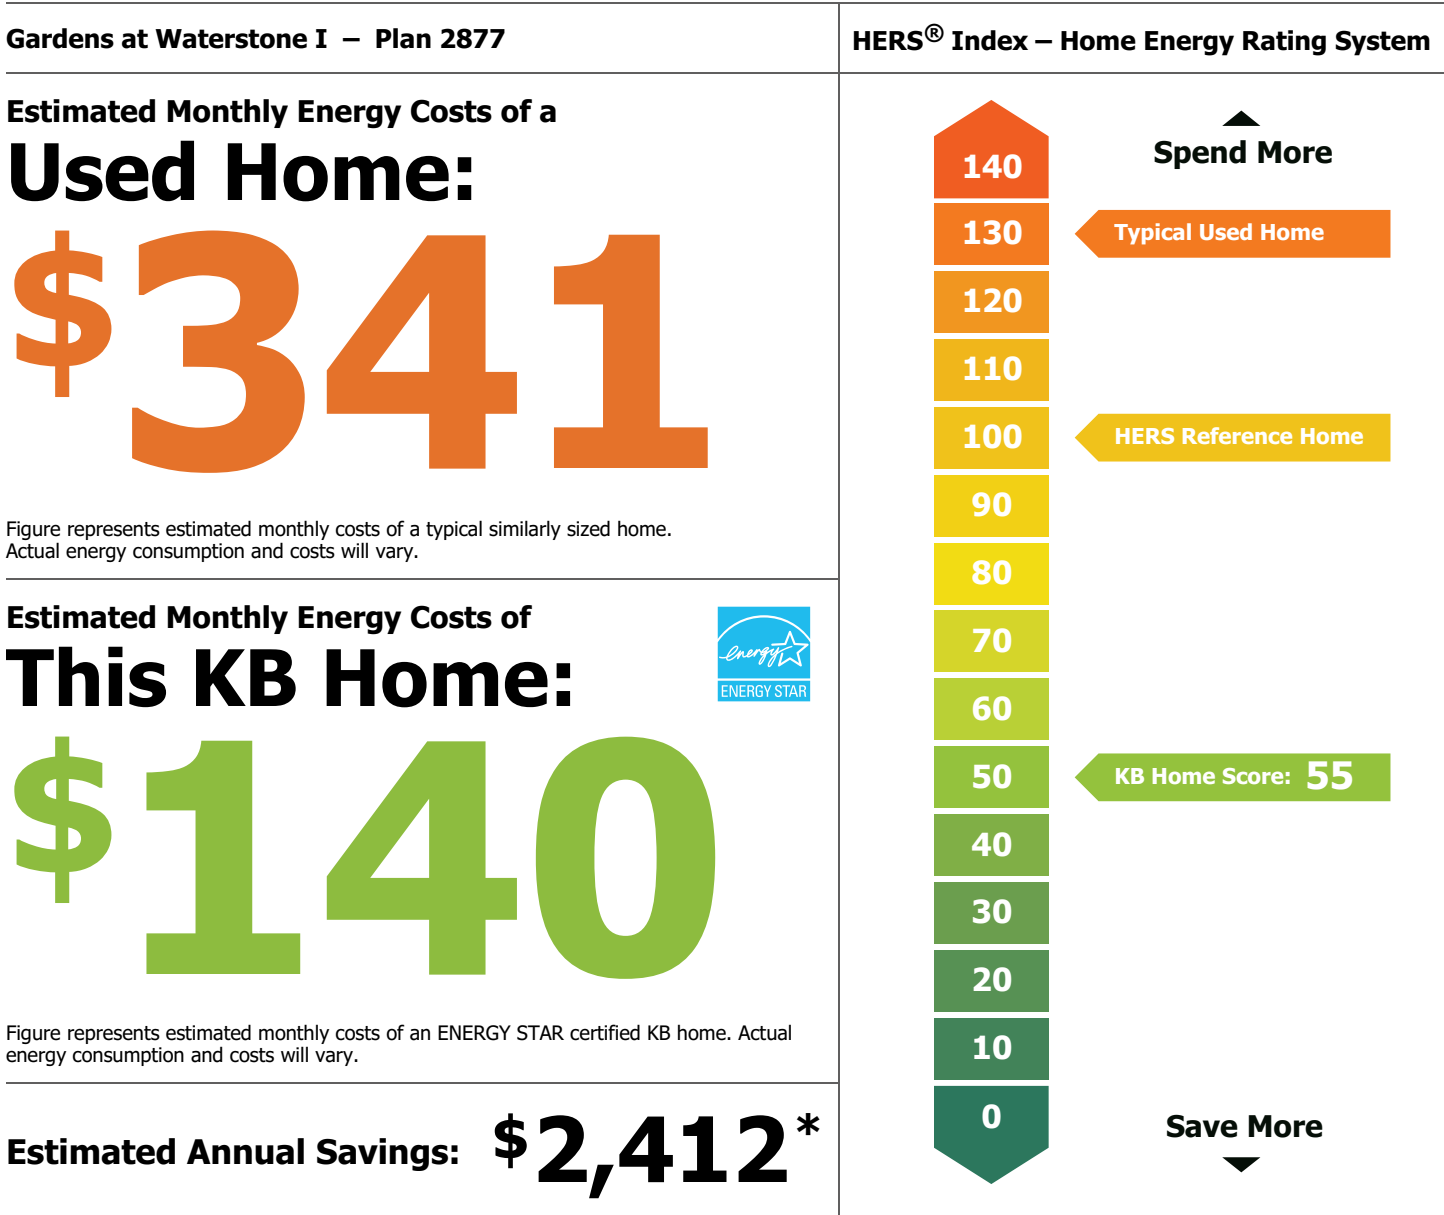 Gardens at Waterstone I – Plan 2877
Estimated Monthly Energy Costs of a
Used Home:
$341
Figure represents estimated monthly costs of a typical similarly sized home.
Actual energy consumption and costs will vary.
Estimated Monthly Energy Costs of
This KB Home:
energy
ENERGY STAR
$140
Figure represents estimated monthly costs of an ENERGY STAR certified KB home. Actual
energy consumption and costs will vary.
Estimated Annual Savings: $2,412*
HERS® Index – Home Energy Rating System
Spend More
140
130
Typical Used Home
120
110
100
HERS Reference Home
90
80
70
60
50
KB Home Score: 55
40
30
20
10
0
Save More